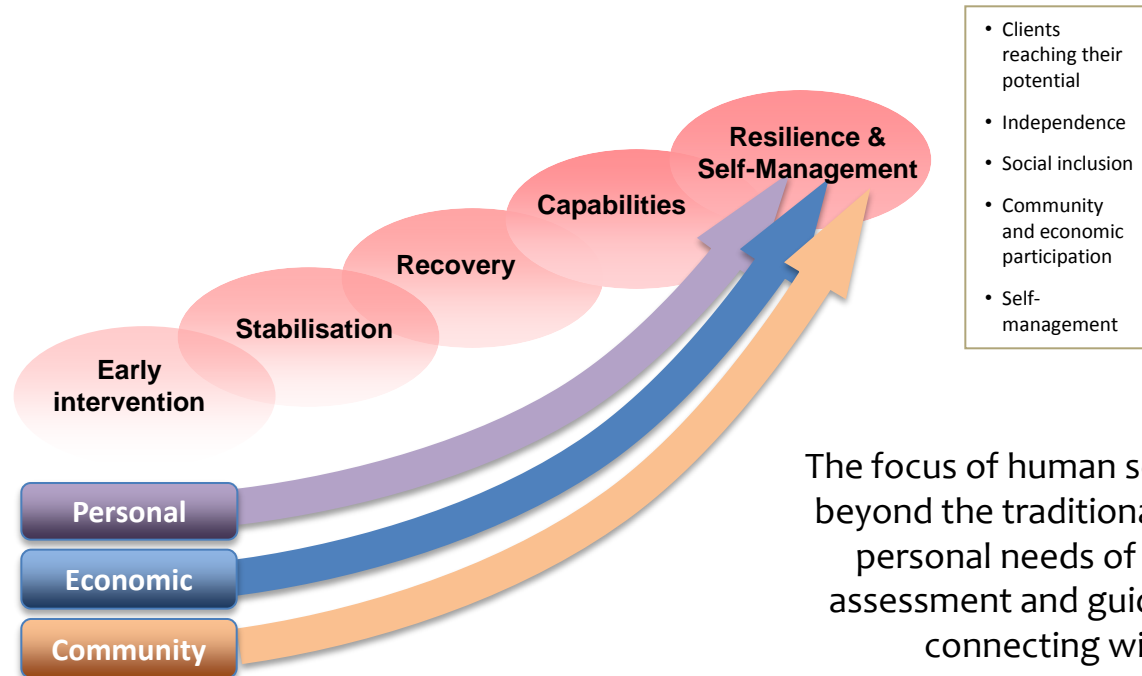 Resilience &
Self-Management
Capabilities
Recovery
Stabilisation
Early
intervention
Personal
Economic
Community
• Clients
reaching their
potential
• Independence
• Social inclusion
• Community
and economic
participation
• Self-
management
The focus of human s
beyond the traditiona
personal needs of
assessment and guid
connecting wi